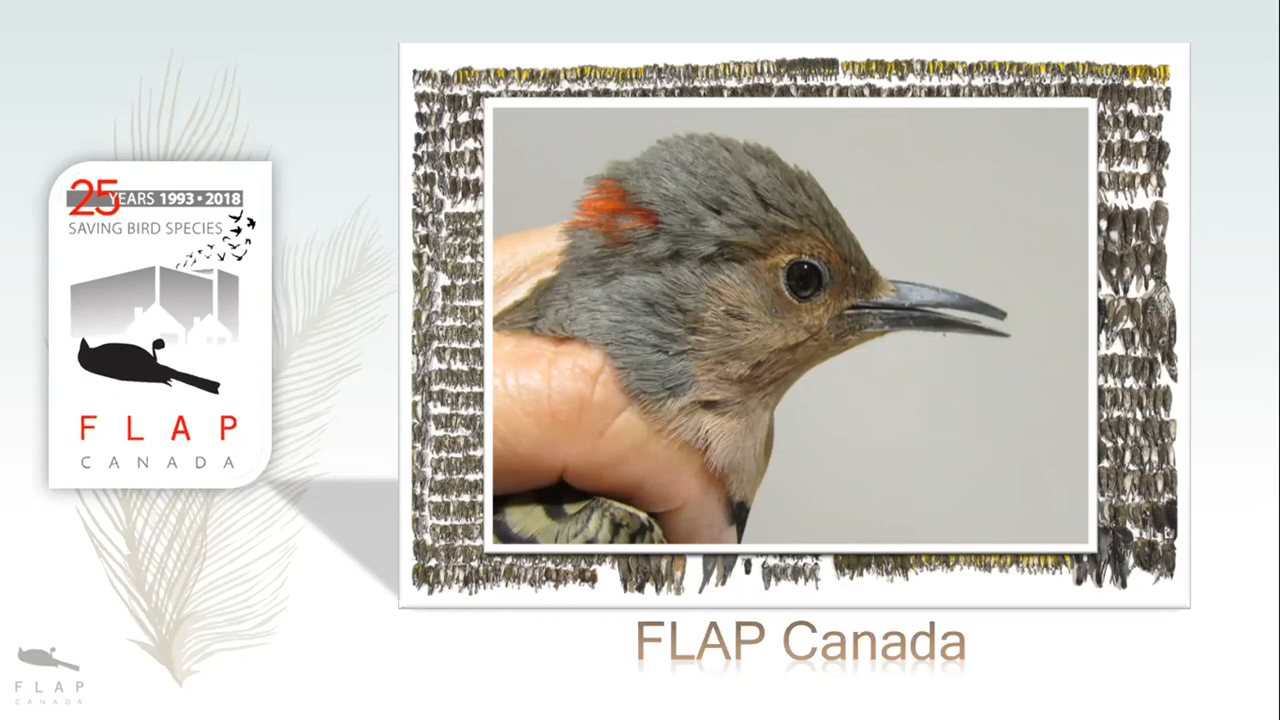 25 YEARS 1993 • 2018
SAVING BIRD SPECIES
FLAP
CANADA
FLAP Canada
FLAP
CANADA